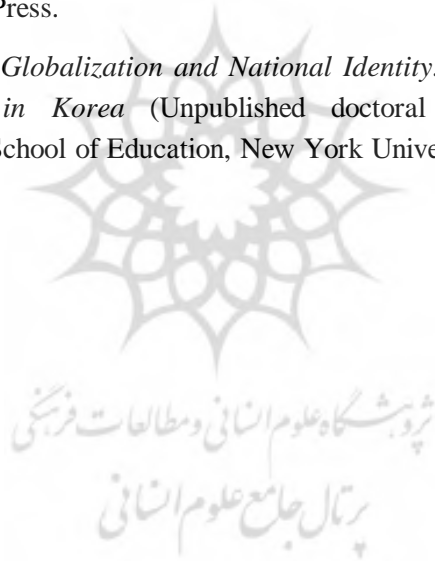 Press.
Globalization and National Identity.
in Korea (Unpublished doctoral
School of Education, New York Unive
پژوهشگاه علوم انسانی و مطالعات فرهنگی
پرتال جامع علوم انسانی